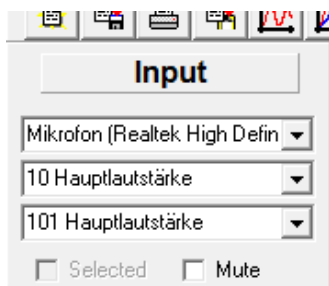 Input
Mikrofon (Realtek High Defin
10 Hauptlautstärke
101 Hauptlautstärke
Selected Mute